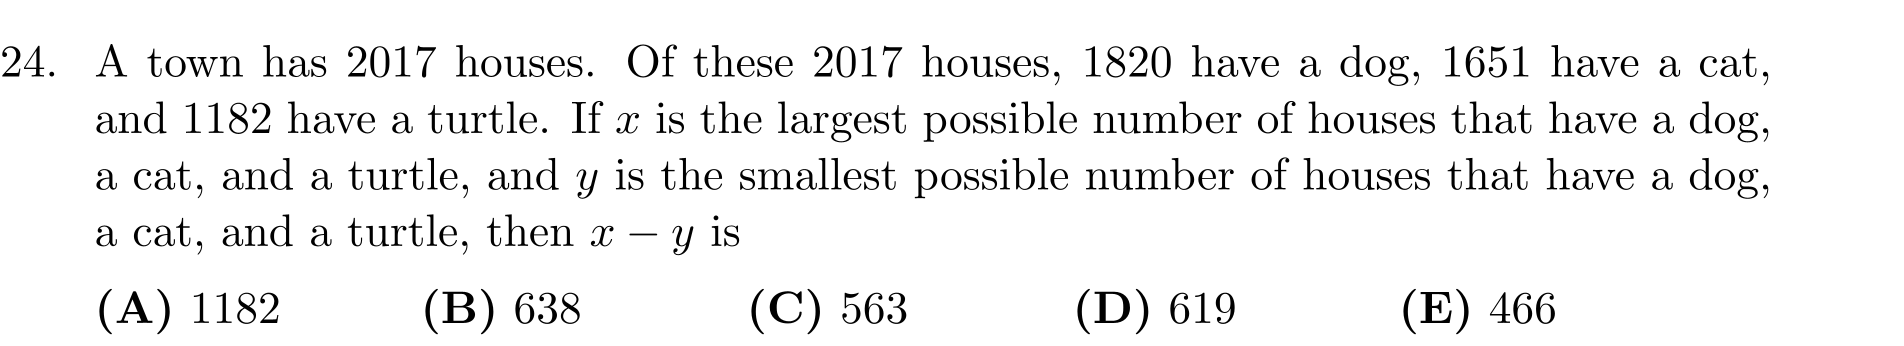 24. A town has 2017 houses. Of these 2017 houses, 1820 have a dog, 1651 have a cat,
and 1182 have a turtle. If x is the largest possible number of houses that have a dog,
a cat, and a turtle, and y is the smallest possible number of houses that have a dog,
a cat, and a turtle, then x − y is
(A) 1182 (B) 638 (C) 563 (D) 619 (E) 466